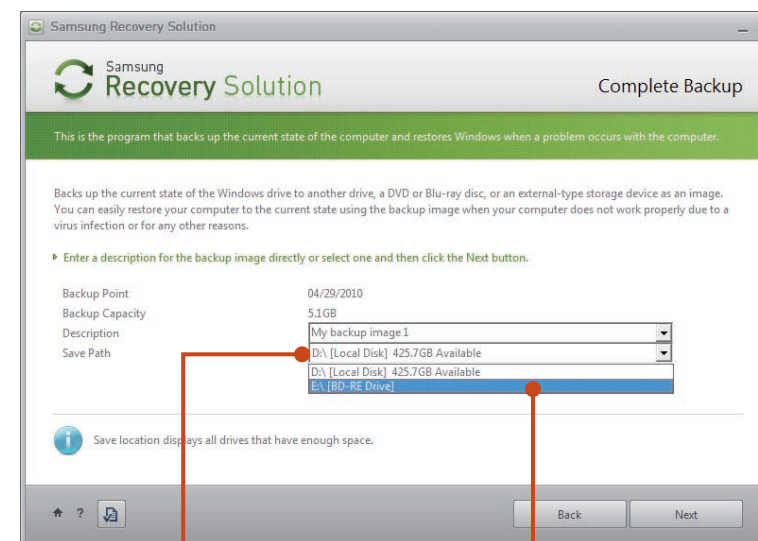 Samsung Recovery Solution
Samsung
Recovery Solution
Complete Backup
This is the program that backs up the current state of the computer and restores Windows when a problem occurs with the computer.
Backs up the current state of the Windows drive to another drive, a DVD or Blu-ray disc, or an external-type storage device as an image.
You can easily restore your computer to the current state using the backup image when your computer does not work properly due to a
virus infection or for any other reasons.
Enter a description for the backup image directly or select one and then click the Next button.
Backup Point 04/29/2010
Backup Capacity 5.1GB
Description My backup image 1
Save Path D:\ [Local Disk] 425.7GB Available
D:\ [Local Disk] 425.7GB Available
E:\ [BD-RE Drive]
Save location displays all drives that have enough space.
? Back Next